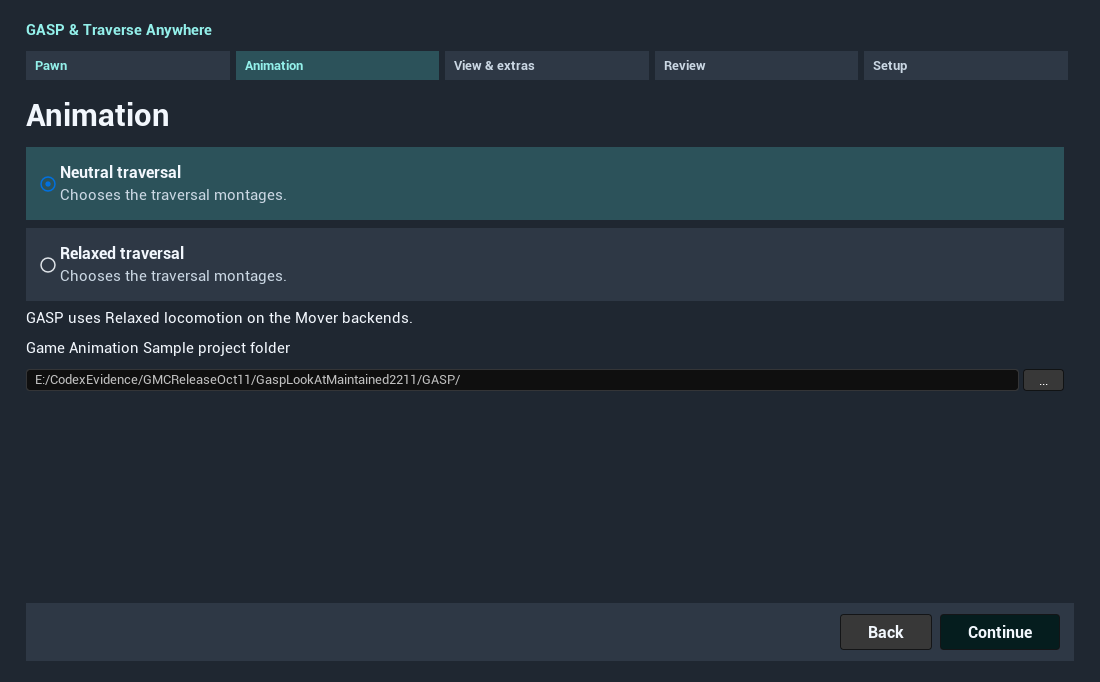 GASP & Traverse Anywhere
Pawn
Animation
View & extras
Review
Setup
Animation
Neutral traversal
Chooses the traversal montages.
Relaxed traversal
Chooses the traversal montages.
GASP uses Relaxed locomotion on the Mover backends.
Game Animation Sample project folder
E:/CodexEvidence/GMCReleaseOct11/GaspLookAtMaintained2211/GASP/
...
Back
Continue